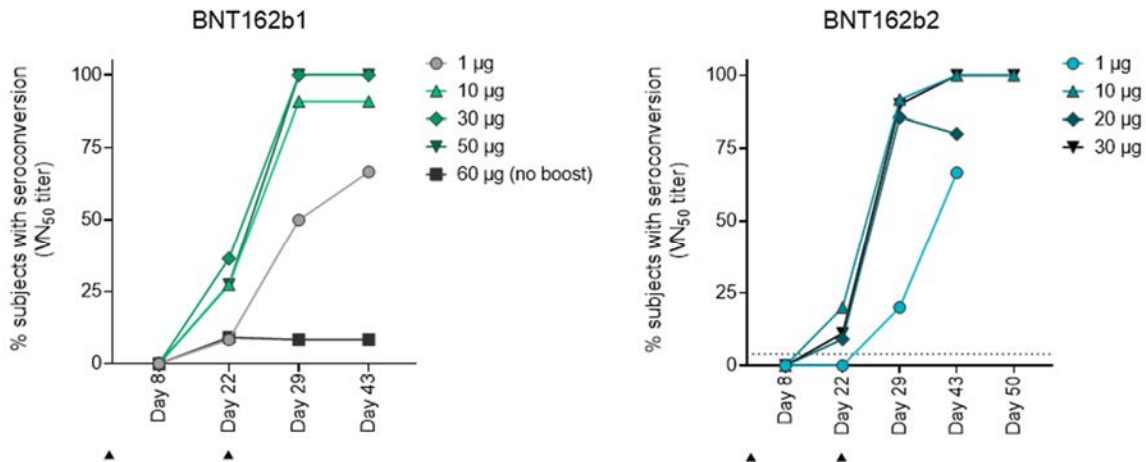 BNT162b1
% subjects with seroconversion
(VN50 titer)
100
75
50
25
0
Day 8
Day 22
Day 29
Day 43
1 µg
10 µg
30 µg
50 µg
60 µg (no boost)
BNT162b2
% subjects with seroconversion
(VN50 titer)
100
75
50
25
0
Day 8
Day 22
Day 29
Day 43
Day 50
1 µg
10 µg
20 µg
30 µg